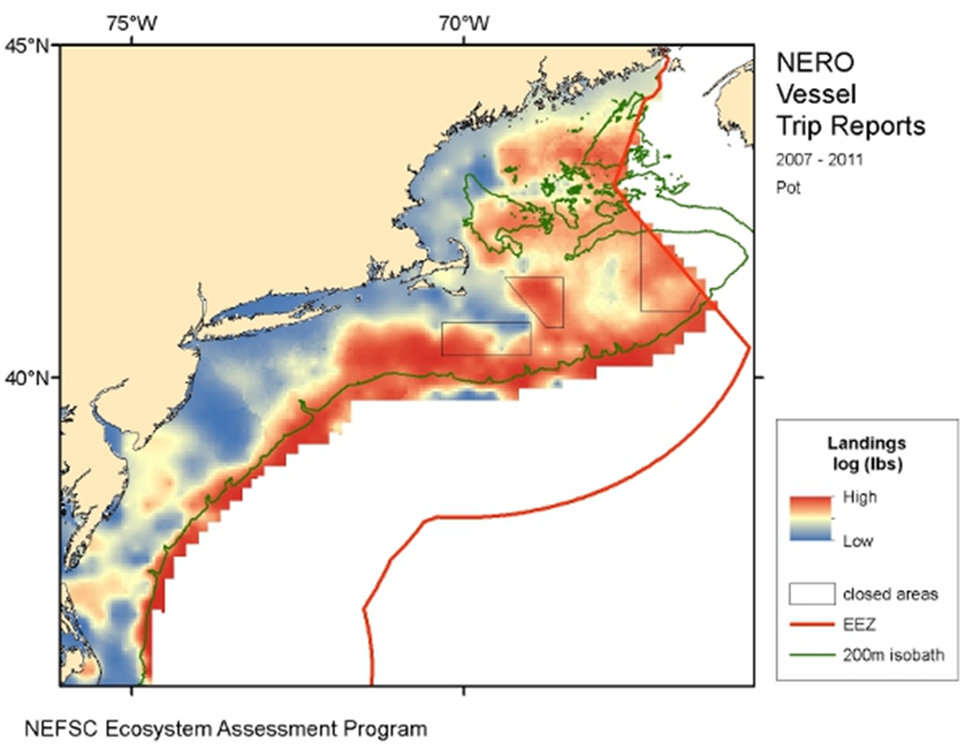 75°W 70°W
45°N
40°N
NERO
Vessel
Trip Reports
2007 - 2011
Pot
Landings
log (lbs)
High
Low
closed areas
EEZ
200m isobath
NEFSC Ecosystem Assessment Program